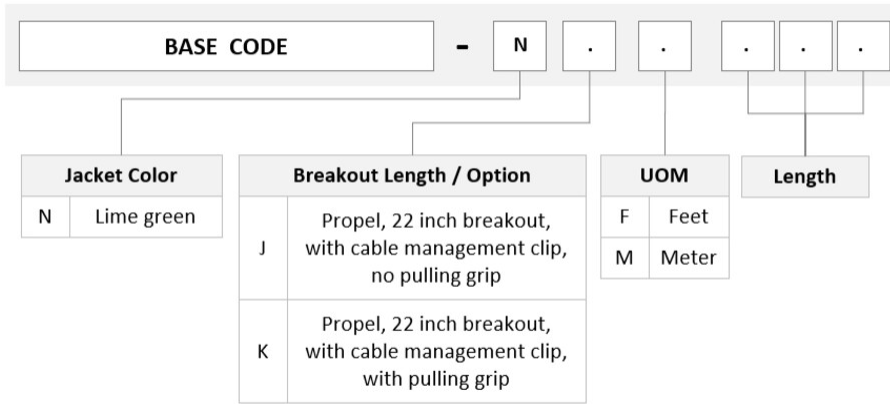 BASE CODE - N . . . . .
Jacket Color
N Lime green
Breakout Length / Option
J Propel, 22 inch breakout,
with cable management clip,
no pulling grip
K Propel, 22 inch breakout,
with cable management clip,
with pulling grip
UOM
F Feet
M Meter
Length